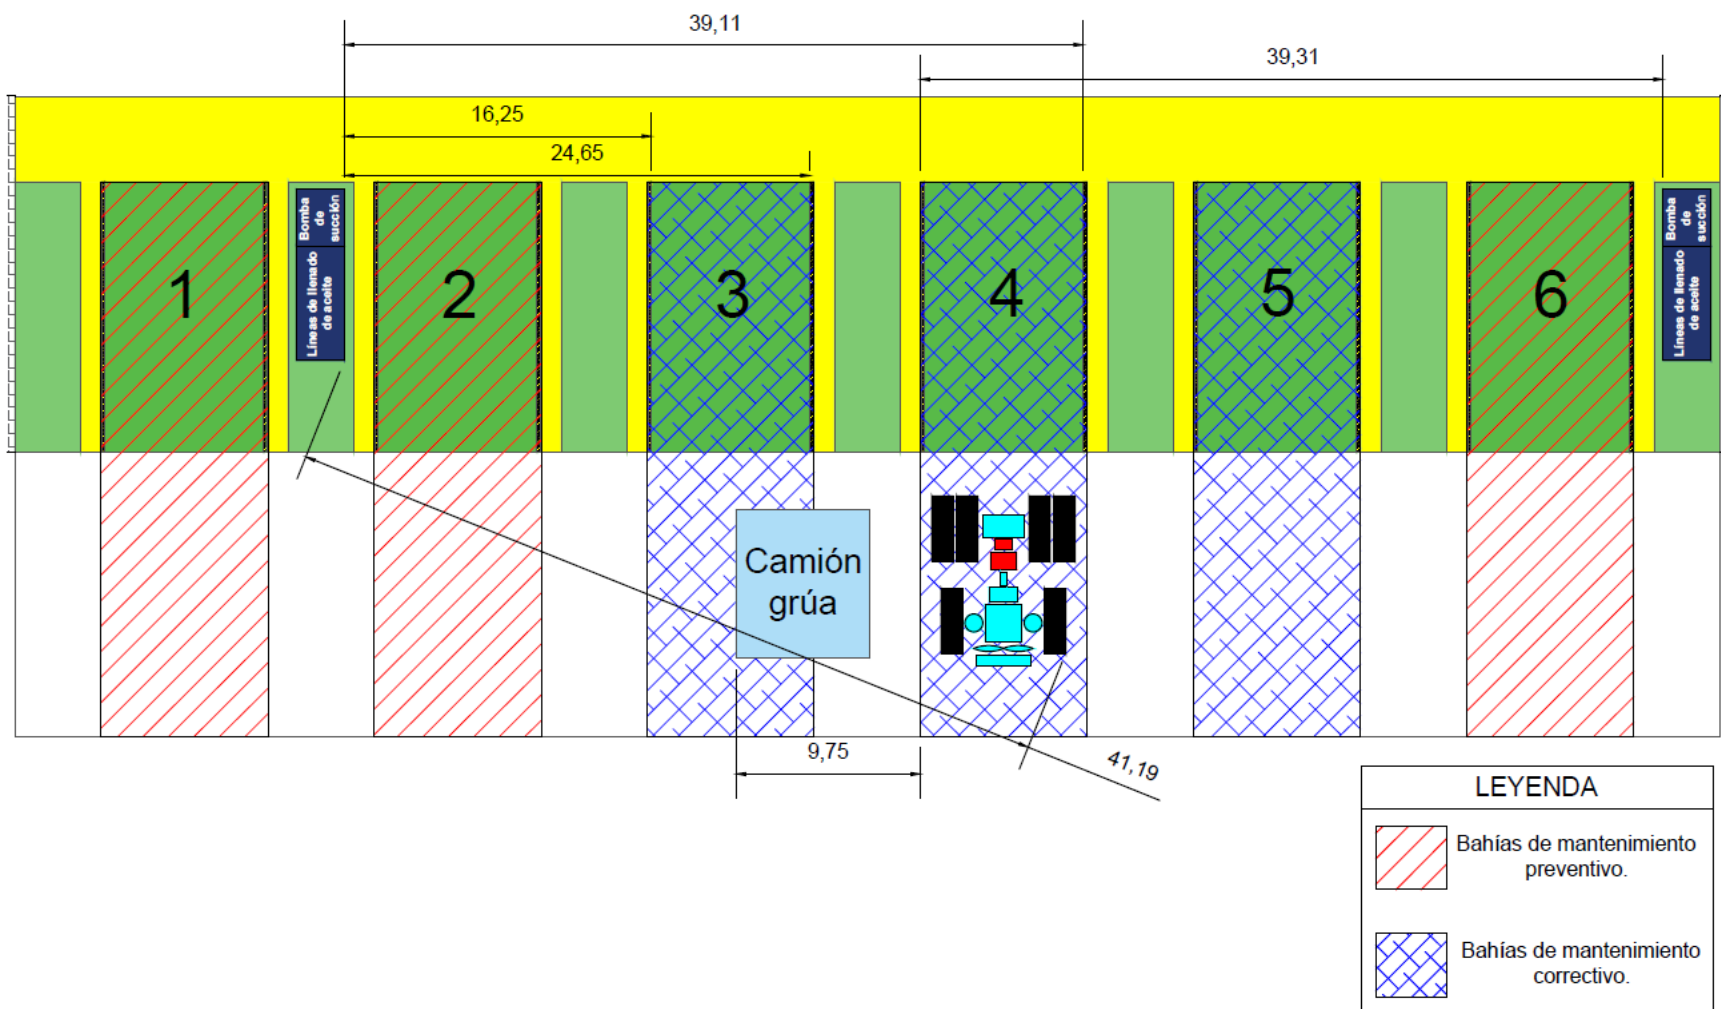 39,11
39,31
16,25
24,65
Bomba
de
succión
Líneas de llenado
de aceite
Bomba
de
succión
Líneas de llenado
de aceite
1
2
3
4
5
6
Camión
grúa
9,75
41,19
LEYENDA
Bahías de mantenimiento
preventivo.
Bahías de mantenimiento
correctivo.